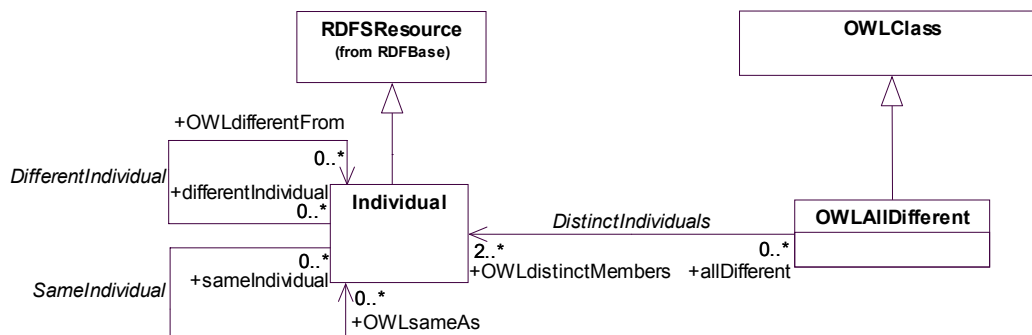 RDFSResource
(from RDFBase)
OWLClass
+OWLdifferentFrom
0..*
DifferentIndividual
+differentIndividual
0..*
Individual
OWLAllDifferent
DistinctIndividuals
2..*
0..*
+OWLdistinctMembers
+allDifferent
0..*
+sameIndividual
SameIndividual
0..*
+OWLsameAs